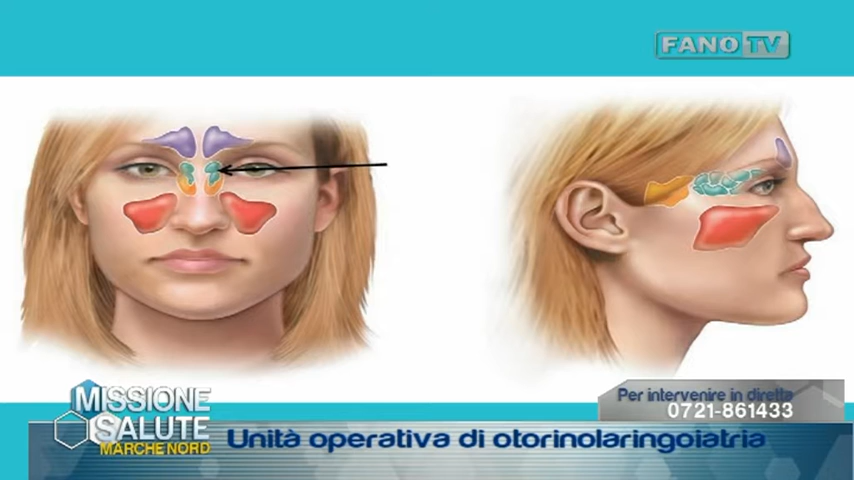 FANO TV
MISSIONE
SALUTE
MARCHE NORD
Per intervenire in diretta
0721-861433
Unità operativa di otorinolaringoiatria